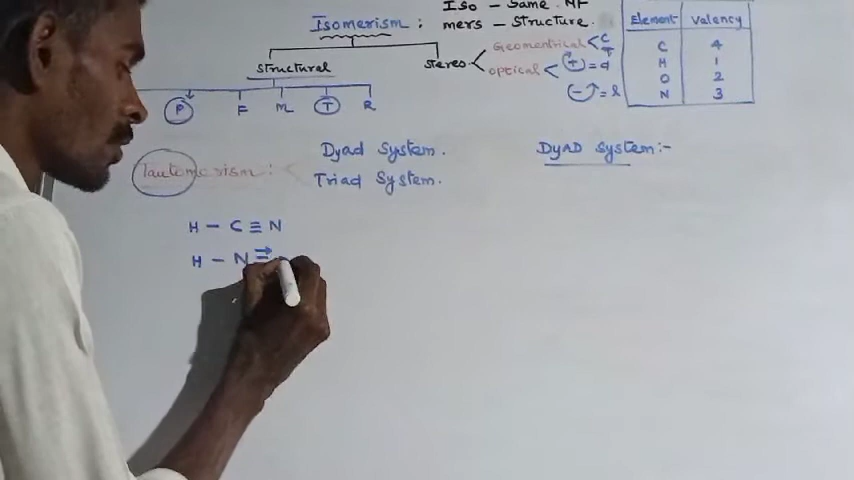 Iso - Same . MF
Isomerism : mers - Structure.
Element Valency
C 4
H 1
O 2
N 3
Structural
Stereo
Geometrical C
T
optical (+) = d
(-) = l
P F M T R
Tautomerism :
Dyad System.
Triad System.
DyAD System:-
H - C ≡ N
H - N